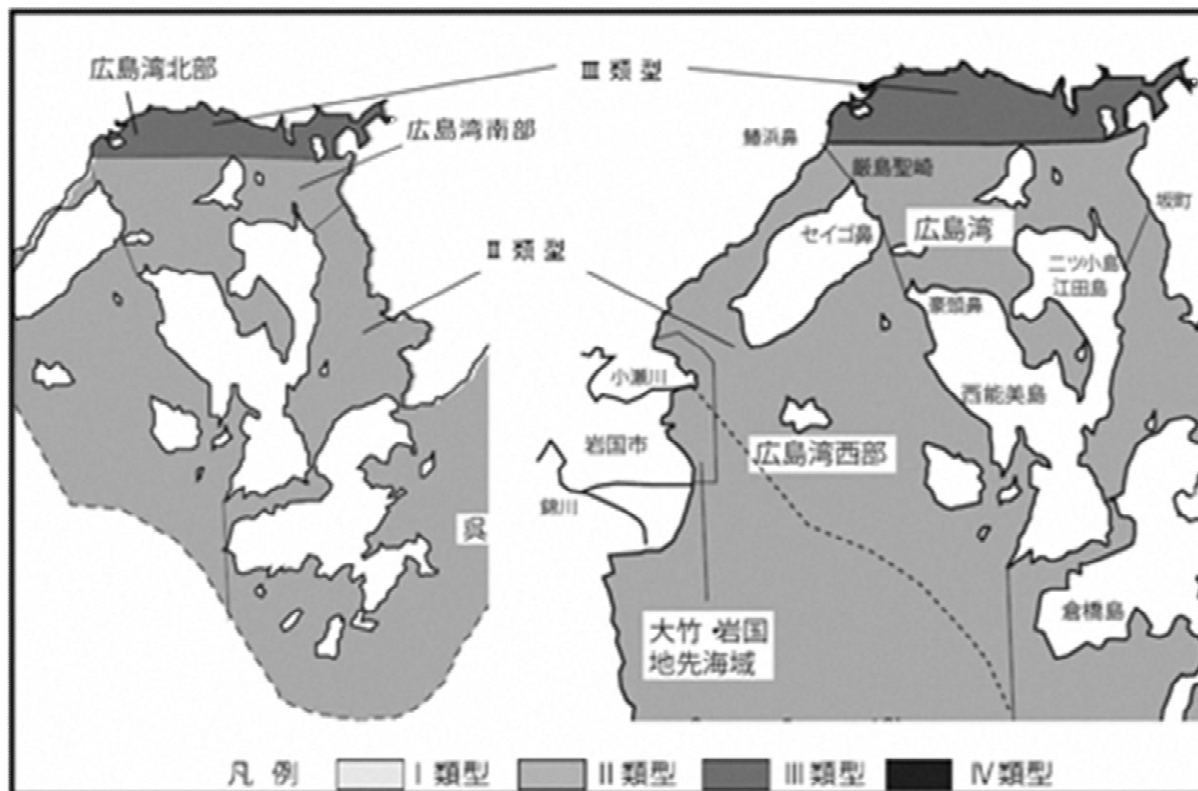 広島湾北部
Ⅲ類型
広島湾南部
Ⅱ類型
呉
厳島聖崎
坂町
セイゴ鼻
広島湾
二ツ小島
江田島
豪頭鼻
小瀬川
西能美島
岩国市
広島湾西部
錦川
大竹・岩国
地先海域
倉橋島
凡例
Ⅰ類型
Ⅱ類型
Ⅲ類型
Ⅳ類型